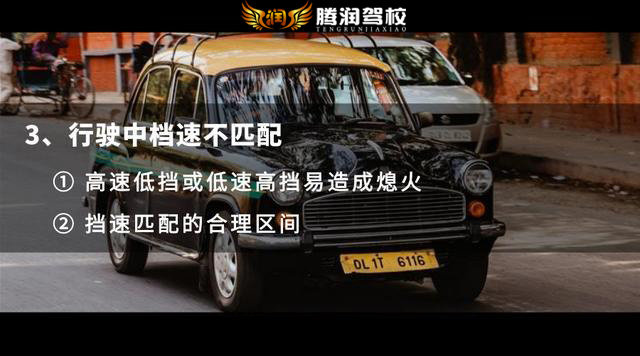 润
腾润驾校
TENGRUNJIAXIAO
3、行驶中档速不匹配
① 高速低挡或低速高挡易造成熄火
② 挡速匹配的合理区间
DL1T 6116